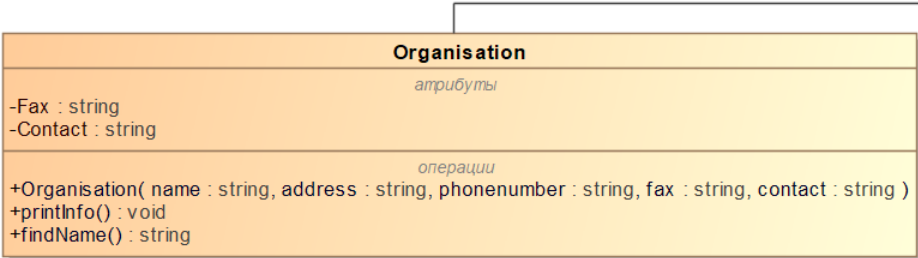 Organisation
атрибуты
-Fax : string
-Contact : string
операции
+Organisation( name : string, address : string, phonenumber : string, fax : string, contact : string )
+printInfo() : void
+findName() : string